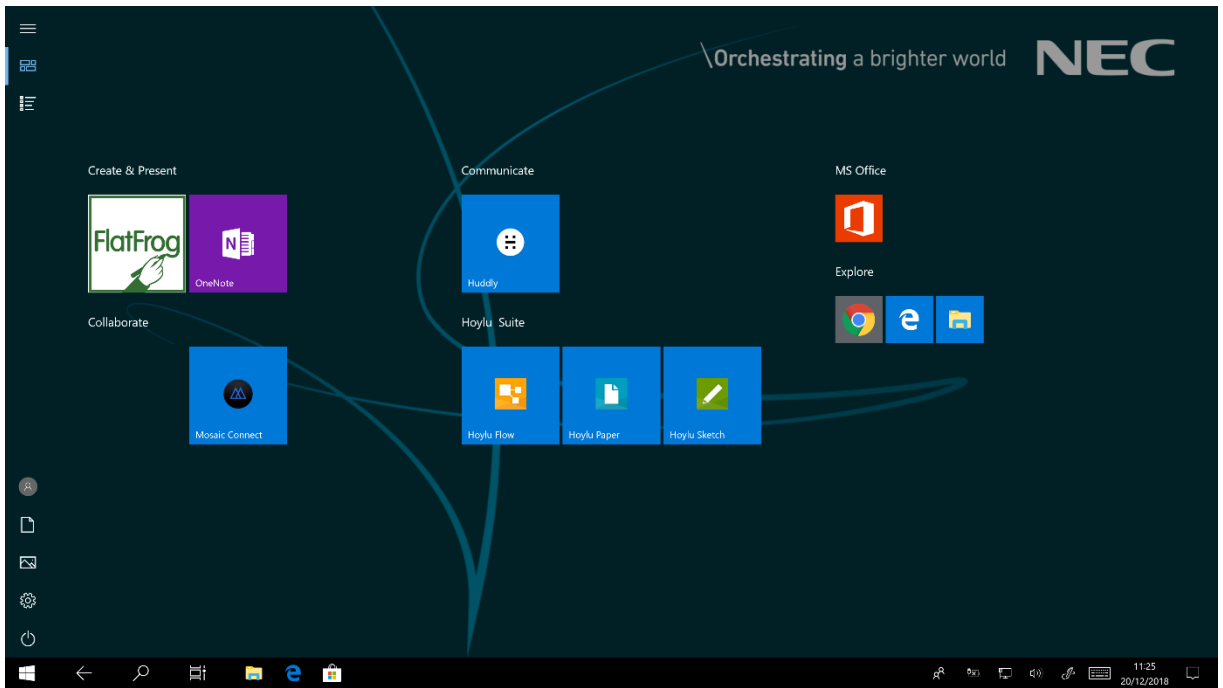 \Orchestrating a brighter world NEC
Create & Present
Communicate
MS Office
FlatFrog
N
OneNote
Huddly
Explore
Collaborate
Hoylu Suite
e
Mosaic Connect
Hoylu Flow
Hoylu Paper
Hoylu Sketch
e
11:25
20/12/2018